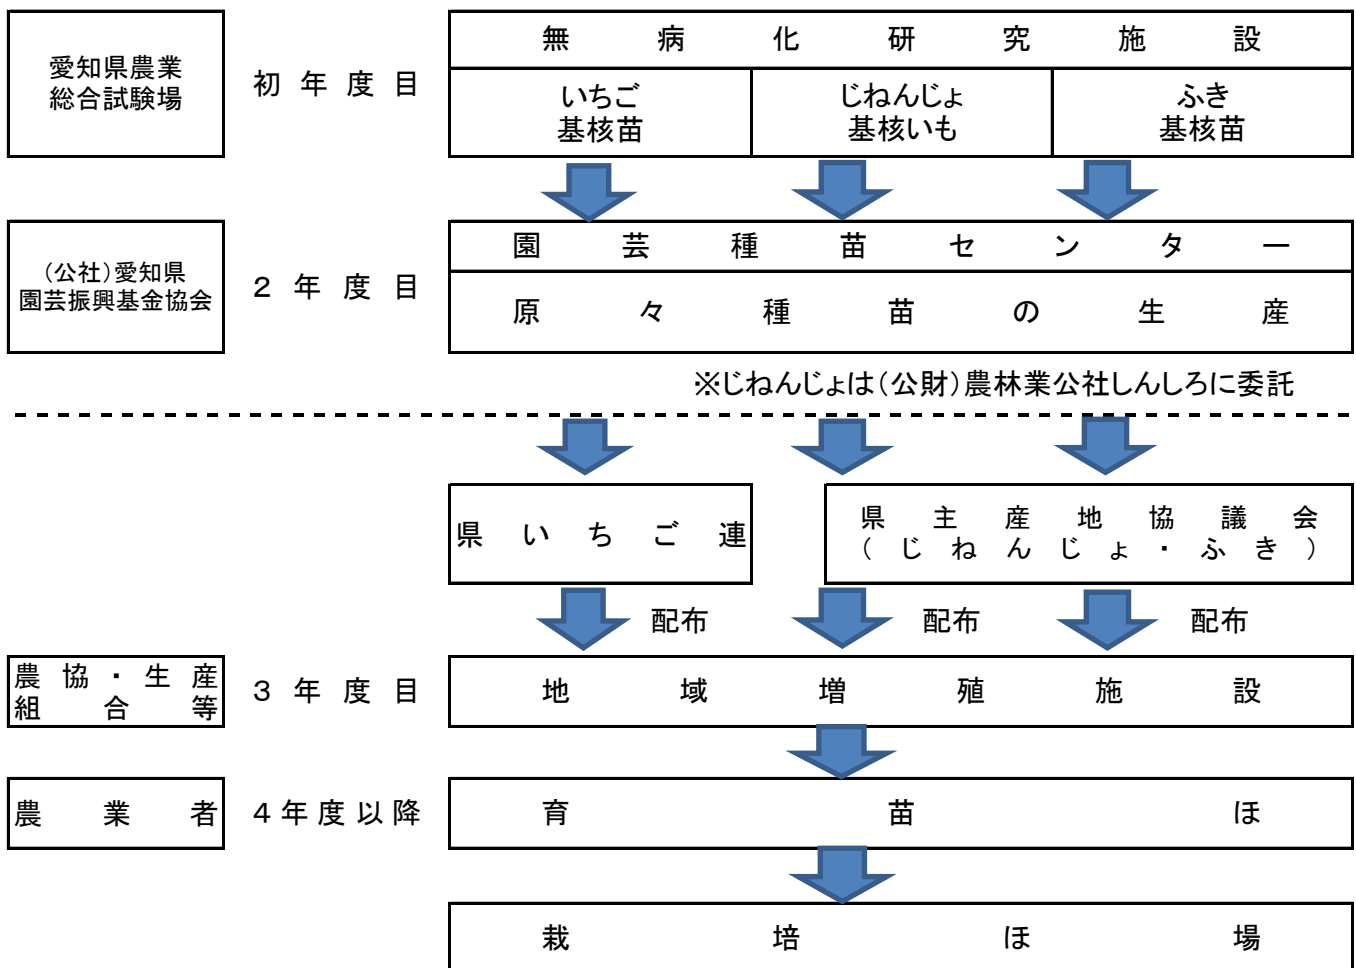 愛知県農業
総合試験場
初年度目
無病化研究施設
いちご
基核苗
じねんじょ
基核いも
ふき
基核苗
(公社)愛知県
園芸振興基金協会
2年度目
園芸種苗センター
原々種苗の生産
※じねんじょは(公財)農林業公社しんしろに委託
県いちご連
県主産地協議会
(じねんじょ・ふき)
配布
配布
配布
農協・生産
組合等
3年度目
地域増殖施設
農業者
4年度以降
育苗ほ
栽培ほ場